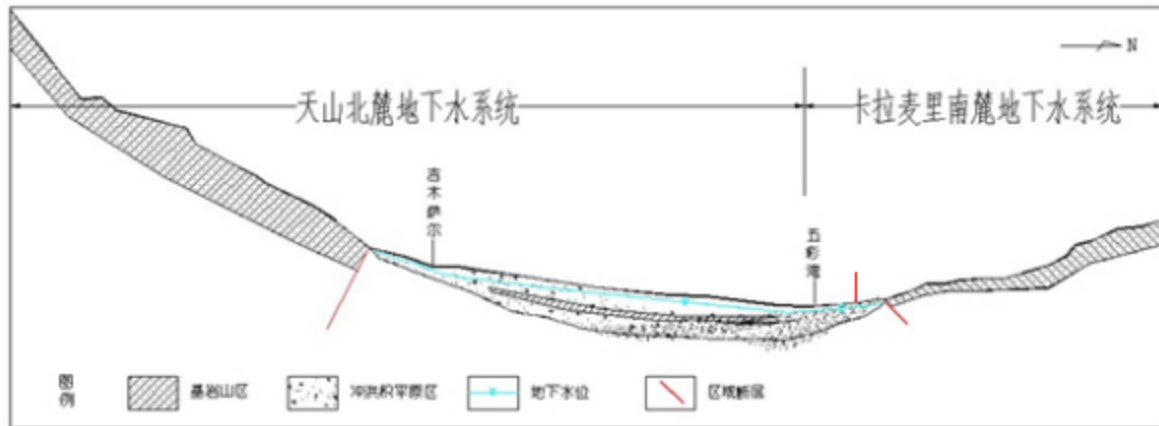 N
天山北麓地下水系统
卡拉麦里南麓地下水系统
吉木萨尔
五彩湾
图例
基岩山区
冲洪积平原区
地下水位
区域断层